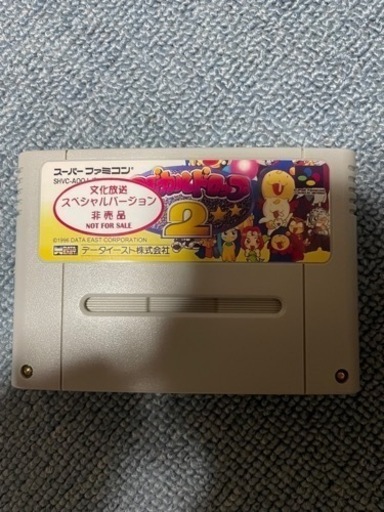 スーパーファミコン
SHVC-A
文化放送
スペシャルバージョン
非売品
NOT FOR SALE
2
©1996 DATA EAST CORPORATION
データイースト株式会社